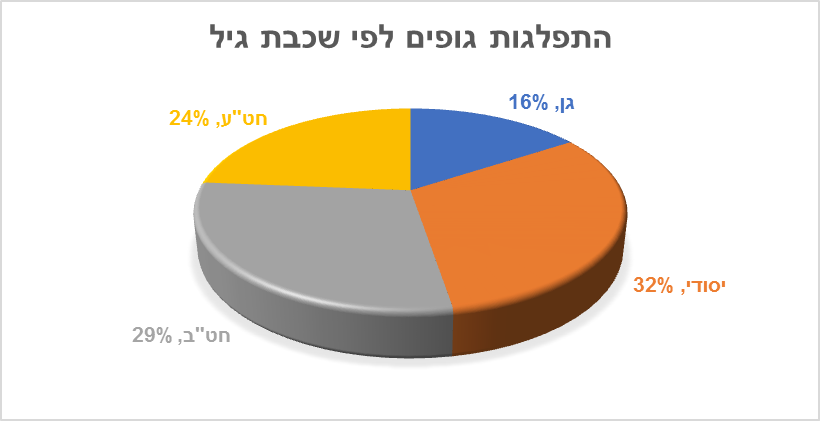 התפלגות גופים לפי שכבת גיל
גן, 16%
חט"ע, 24%
יסודי, 32%
חט"ב, 29%